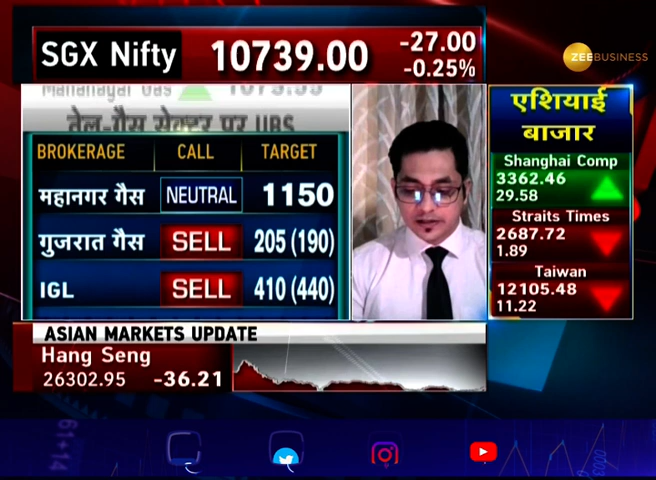 SGX Nifty 10739.00 -27.00
-0.25%
ZEE BUSINESS
तेल-गैस सेक्टर पर UBS
BROKERAGE CALL TARGET
महानगर गैस NEUTRAL 1150
गुजरात गैस SELL 205 (190)
IGL SELL 410 (440)
एशियाई
बाजार
Shanghai Comp
3362.46
29.58
Straits Times
2687.72
1.89
Taiwan
12105.48
11.22
ASIAN MARKETS UPDATE
Hang Seng
26302.95 -36.21